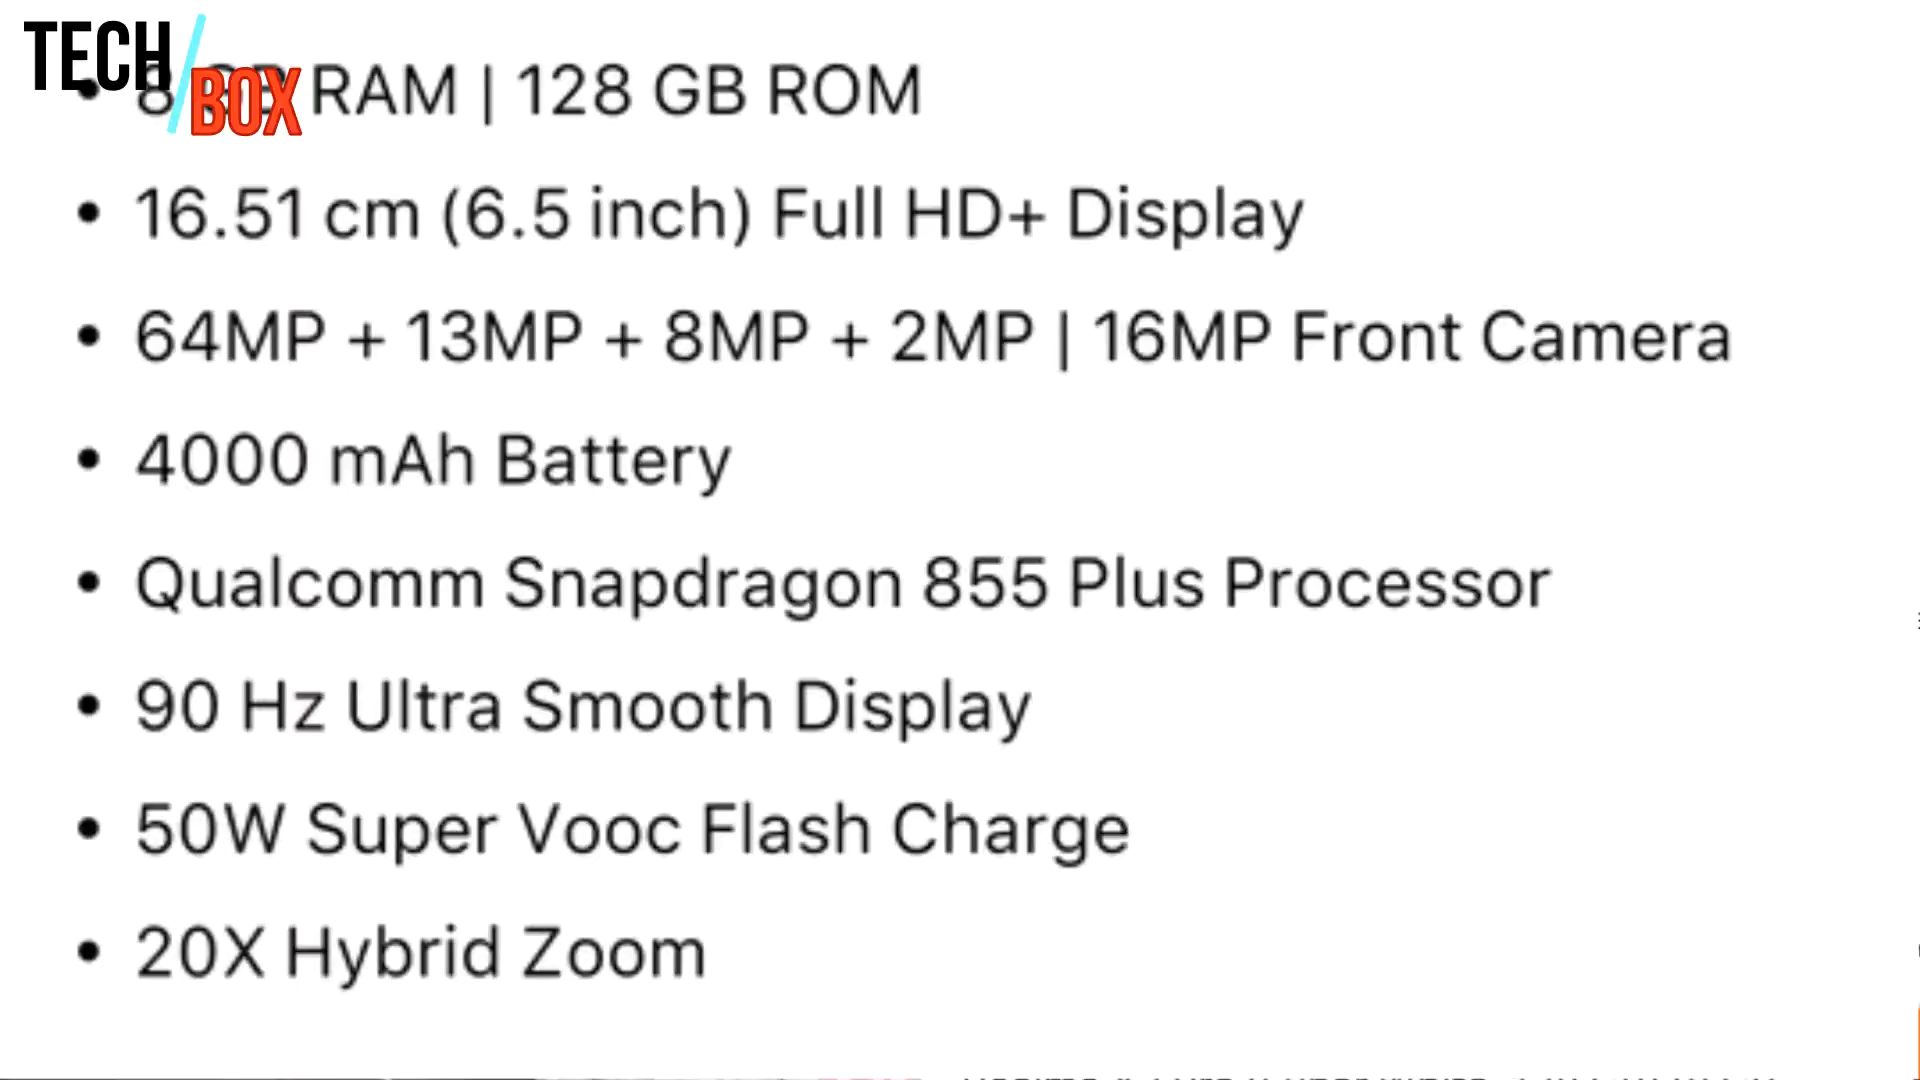 TECH
BOX
8 GB RAM | 128 GB ROM
• 16.51 cm (6.5 inch) Full HD+ Display
• 64MP + 13MP + 8MP + 2MP | 16MP Front Camera
• 4000 mAh Battery
• Qualcomm Snapdragon 855 Plus Processor
• 90 Hz Ultra Smooth Display
• 50W Super Vooc Flash Charge
• 20X Hybrid Zoom